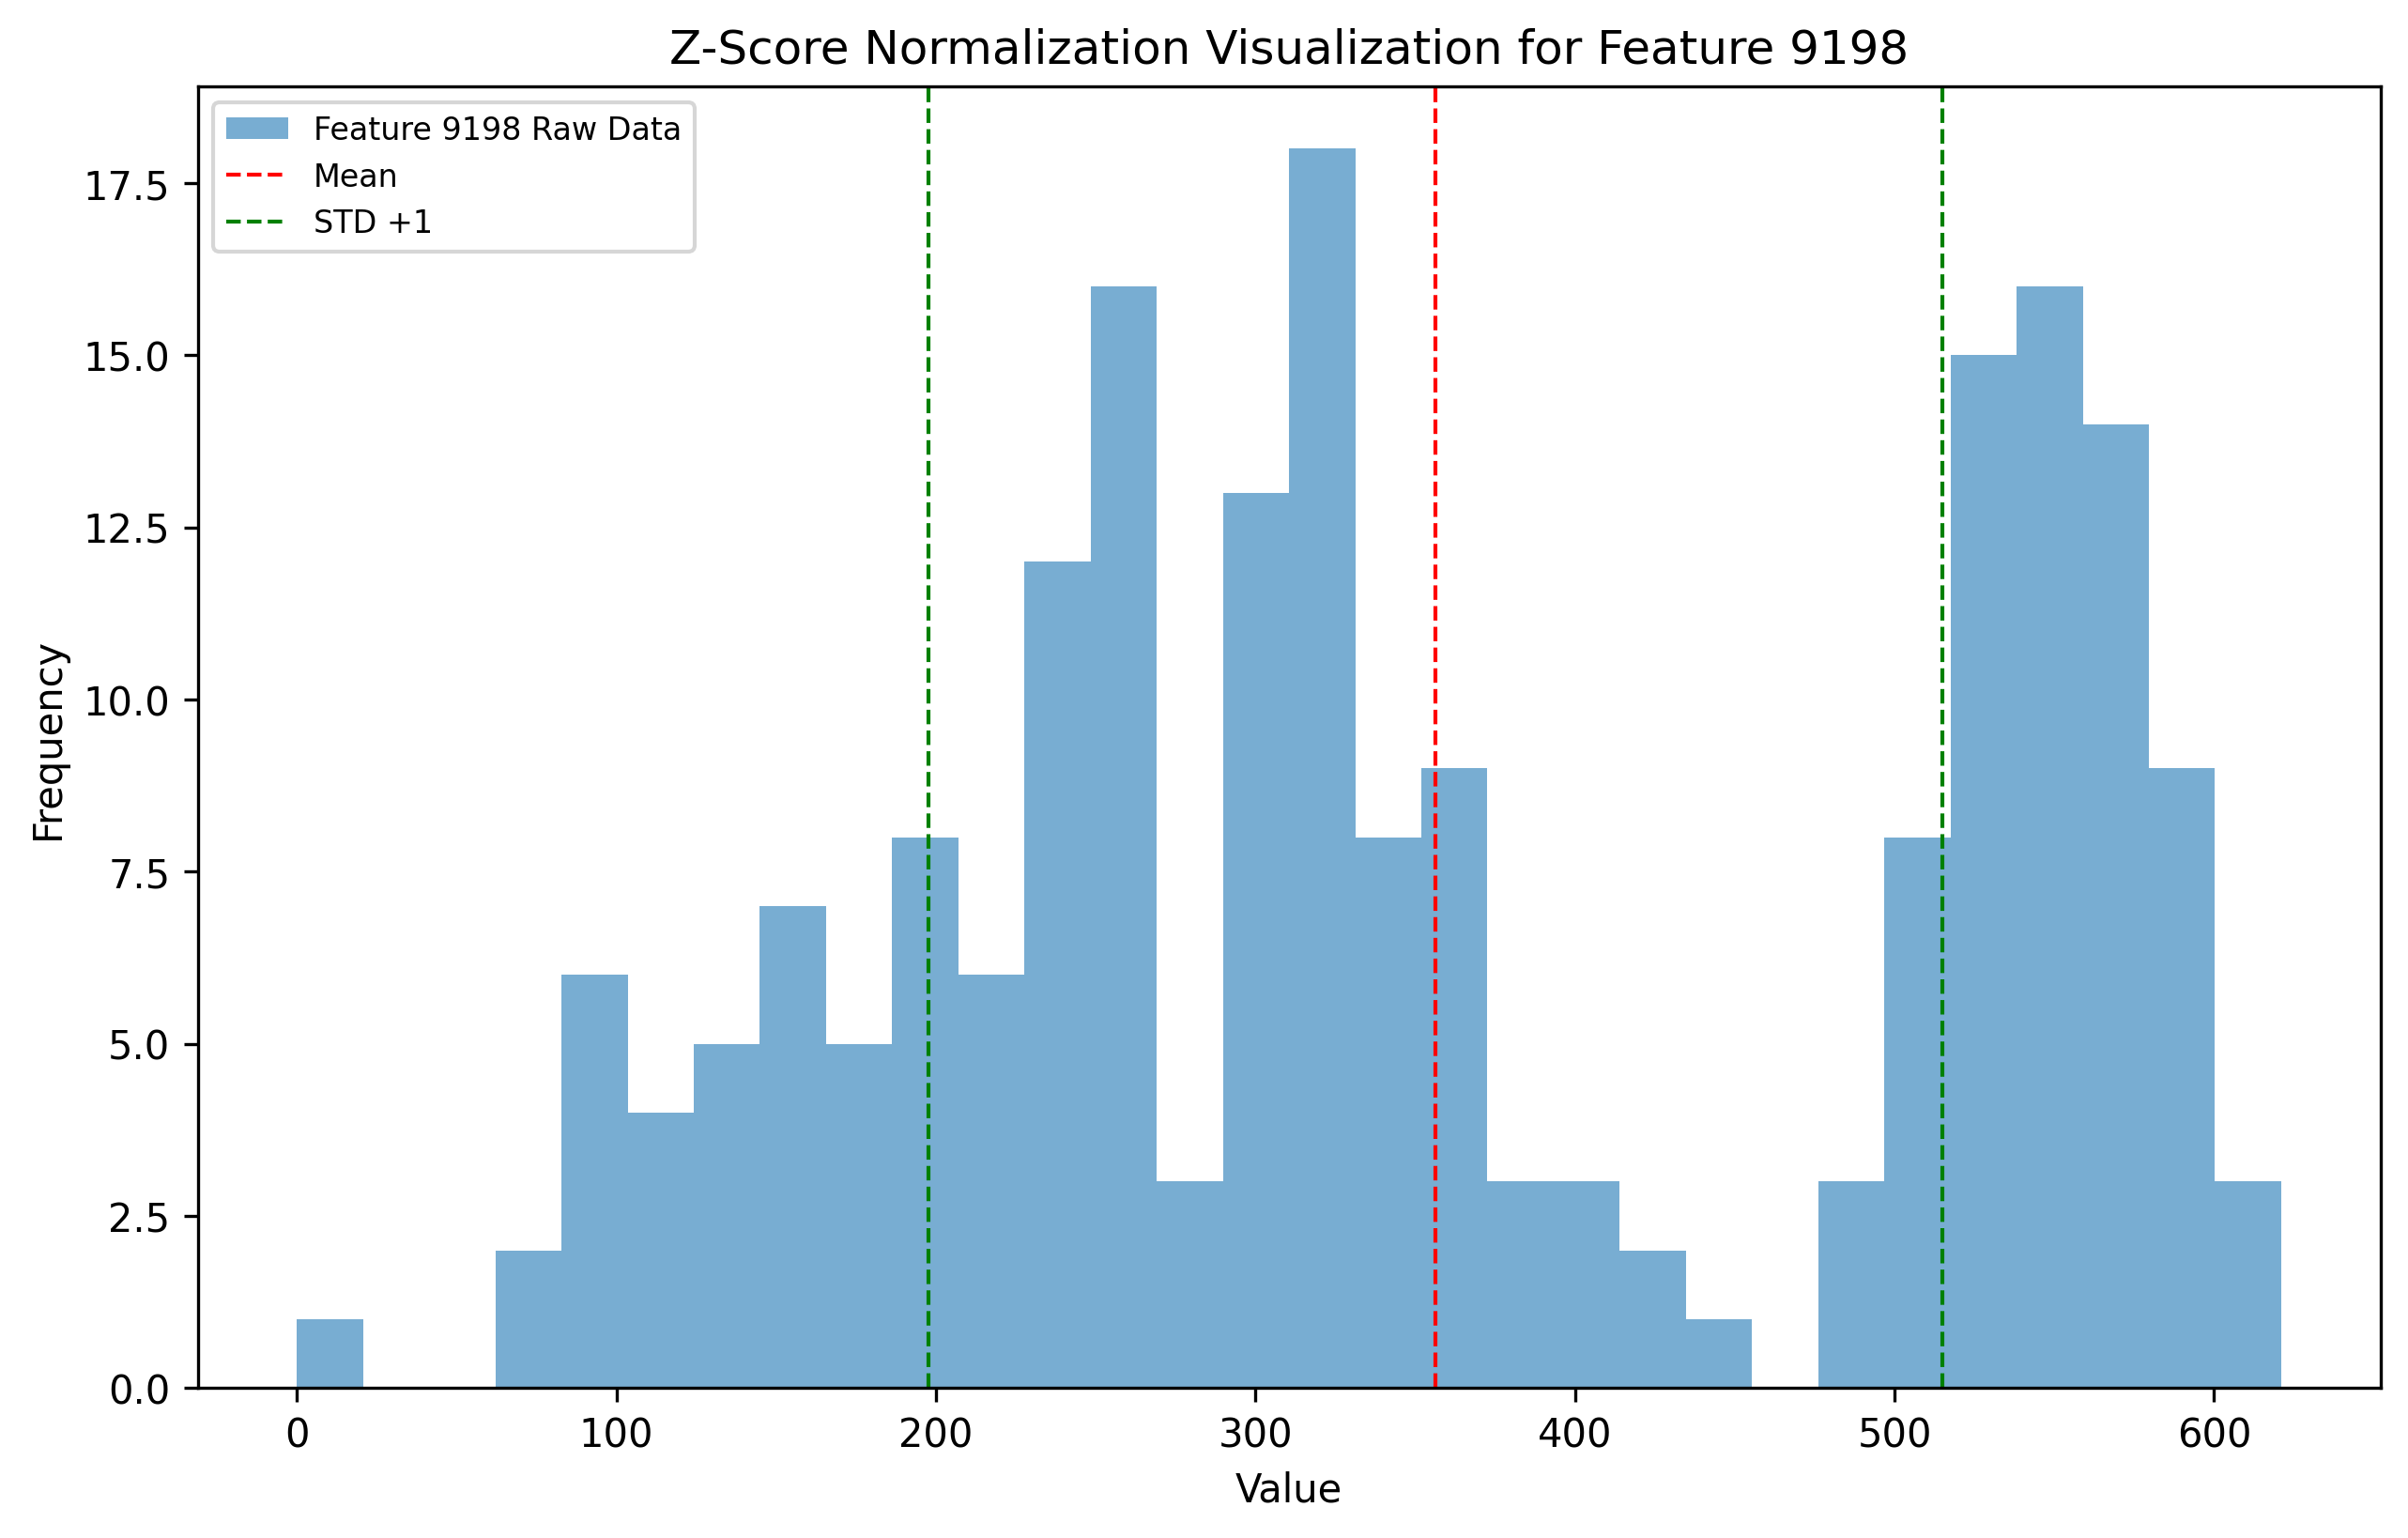 Z-Score Normalization Visualization for Feature 9198
Feature 9198 Raw Data
Mean
STD +1
17.5
15.0
12.5
10.0
7.5
5.0
2.5
0.0
Frequency
0 100 200 300 400 500 600
Value